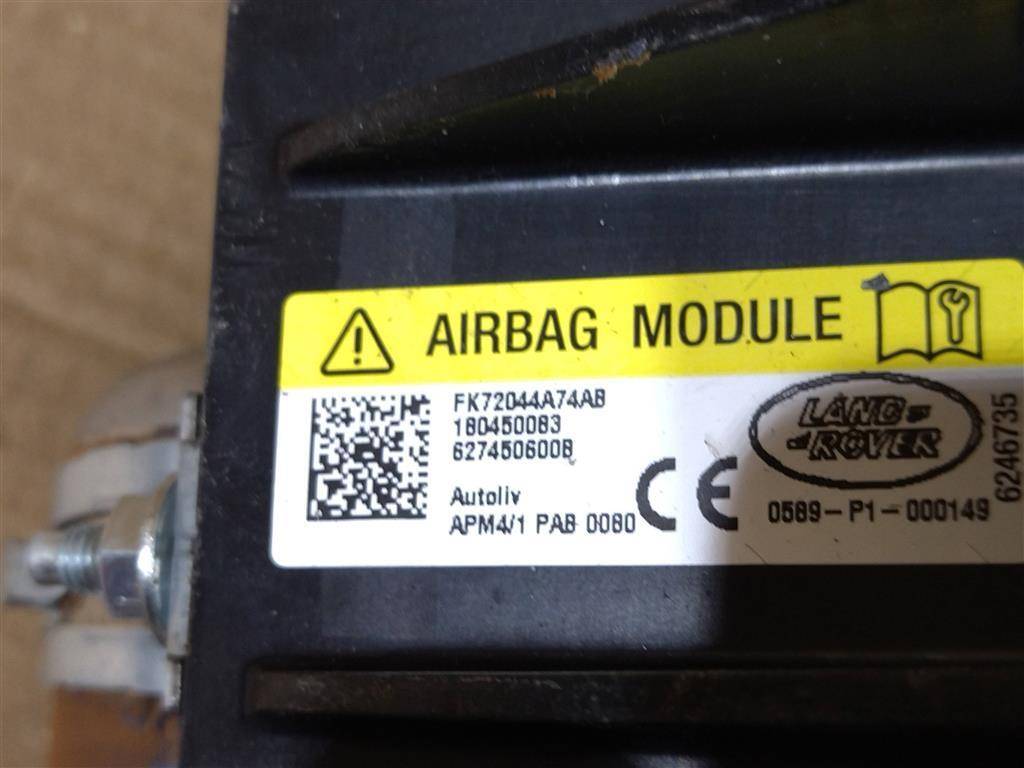 AIRBAG MODULE
FK72044A74AB
180450083
627450600B
Autoliv
APM4/1 PAB 0080
CE
LAND
ROVER
0589-P1-000149
6246735